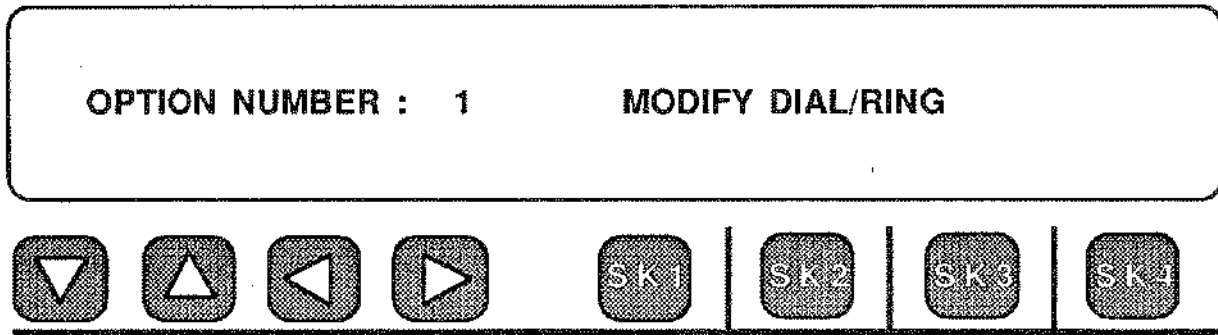 OPTION NUMBER : 1 MODIFY DIAL/RING
SK1 SK2 SK3 SK4